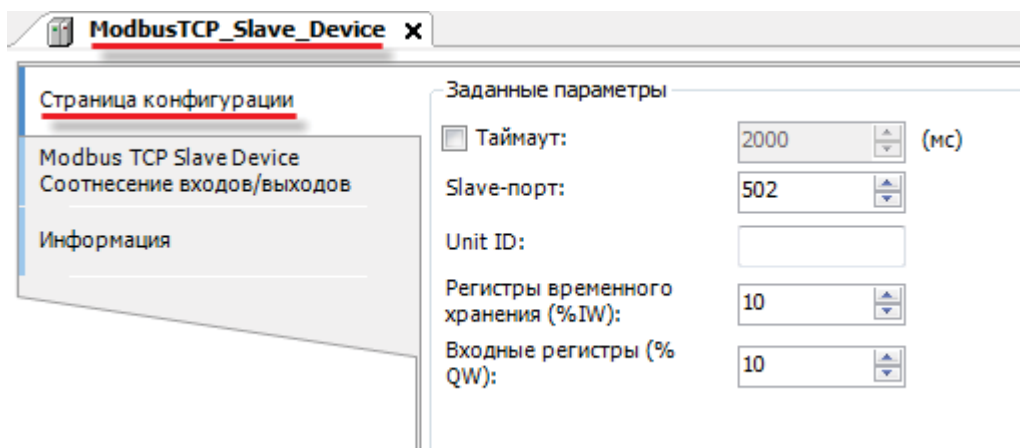 ModbusTCP_Slave_Device
Страница конфигурации
Modbus TCP Slave Device
Соотнесение входов/выходов
Информация
Заданные параметры
Таймаут: 2000 (мс)
Slave-порт: 502
Unit ID:
Регистры временного
хранения (%IW): 10
Входные регистры (%
QW): 10